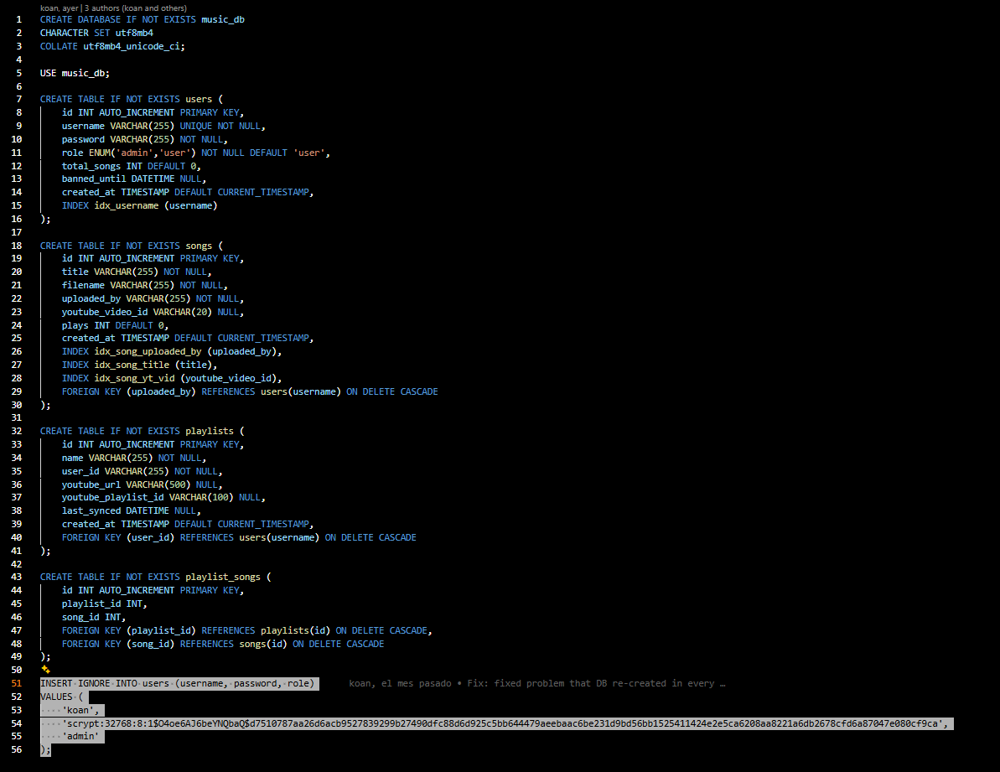 koan, ayer | 3 authors (koan and others)
1 CREATE DATABASE IF NOT EXISTS music_db
2 CHARACTER SET utf8mb4
3 COLLATE utf8mb4_unicode_ci;
4
5 USE music_db;
6
7 CREATE TABLE IF NOT EXISTS users (
8 id INT AUTO_INCREMENT PRIMARY KEY,
9 username VARCHAR(255) UNIQUE NOT NULL,
10 password VARCHAR(255) NOT NULL,
11 role ENUM('admin','user') NOT NULL DEFAULT 'user',
12 total_songs INT DEFAULT 0,
13 banned_until DATETIME NULL,
14 created_at TIMESTAMP DEFAULT CURRENT_TIMESTAMP,
15 INDEX idx_username (username)
16 );
17
18 CREATE TABLE IF NOT EXISTS songs (
19 id INT AUTO_INCREMENT PRIMARY KEY,
20 title VARCHAR(255) NOT NULL,
21 filename VARCHAR(255) NOT NULL,
22 uploaded_by VARCHAR(255) NOT NULL,
23 youtube_video_id VARCHAR(20) NULL,
24 plays INT DEFAULT 0,
25 created_at TIMESTAMP DEFAULT CURRENT_TIMESTAMP,
26 INDEX idx_song_uploaded_by (uploaded_by),
27 INDEX idx_song_title (title),
28 INDEX idx_song_yt_vid (youtube_video_id),
29 FOREIGN KEY (uploaded_by) REFERENCES users(username) ON DELETE CASCADE
30 );
31
32 CREATE TABLE IF NOT EXISTS playlists (
33 id INT AUTO_INCREMENT PRIMARY KEY,
34 name VARCHAR(255) NOT NULL,
35 user_id VARCHAR(255) NOT NULL,
36 youtube_url VARCHAR(500) NULL,
37 youtube_playlist_id VARCHAR(100) NULL,
38 last_synced DATETIME NULL,
39 created_at TIMESTAMP DEFAULT CURRENT_TIMESTAMP,
40 FOREIGN KEY (user_id) REFERENCES users(username) ON DELETE CASCADE
41 );
42
43 CREATE TABLE IF NOT EXISTS playlist_songs (
44 id INT AUTO_INCREMENT PRIMARY KEY,
45 playlist_id INT,
46 song_id INT,
47 FOREIGN KEY (playlist_id) REFERENCES playlists(id) ON DELETE CASCADE,
48 FOREIGN KEY (song_id) REFERENCES songs(id) ON DELETE CASCADE
49 );
50
51 INSERT IGNORE INTO users (username, password, role) koan, el mes pasado • Fix: fixed problem that DB re-created in every …
52 VALUES (
53 'koan',
54 'scrypt:32768:8:1$O4oe6AJ6beYNQbaQ$d7510787aa26d6acb9527839299b27490dfc88d6d925c5bb644479aeebaac6be231d9bd56bb1525411424e2e5ca6208aa8221a6db2678cfd6a87047e080cf9ca',
55 'admin'
56 );